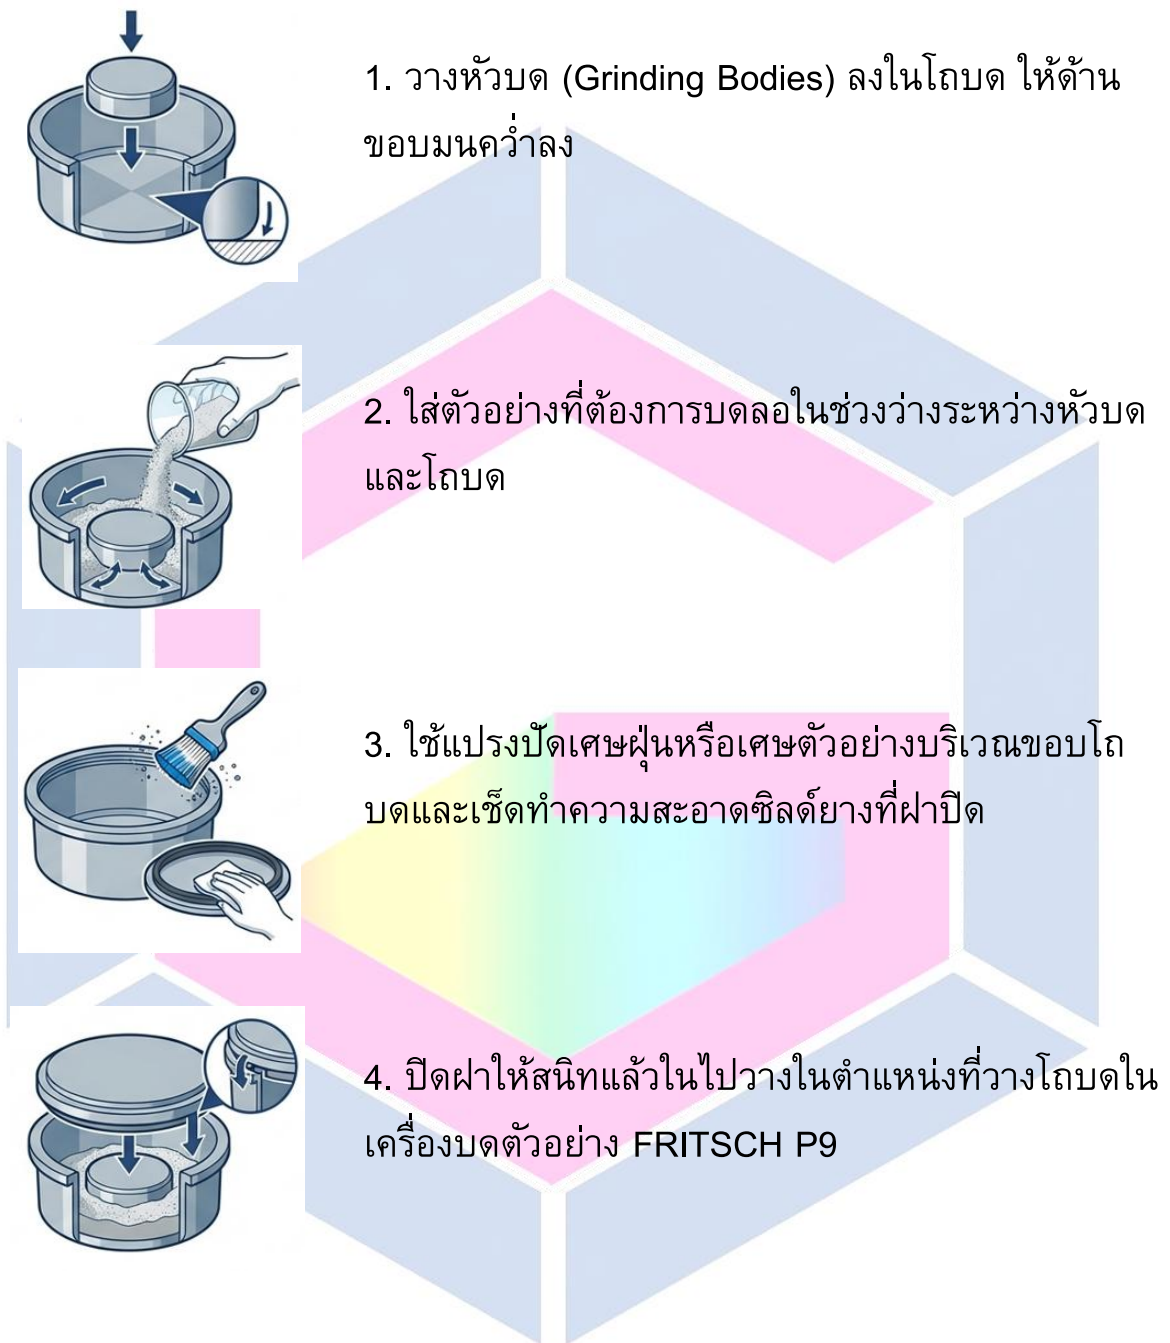 1. วางหัวบด (Grinding Bodies) ลงในโถบด ให้ด้าน
ขอบมนคว่ำลง
2. ใส่ตัวอย่างที่ต้องการบดลอในช่วงว่างระหว่างหัวบด
และโถบด
3. ใช้แปรงปัดเศษฝุ่นหรือเศษตัวอย่างบริเวณขอบโถ
บดและเช็ดทำความสะอาดซิลด์ยางที่ฝาปิด
4. ปิดฝาให้สนิทแล้วในไปวางในตำแหน่งที่วางโถบดใน
เครื่องบดตัวอย่าง FRITSCH P9